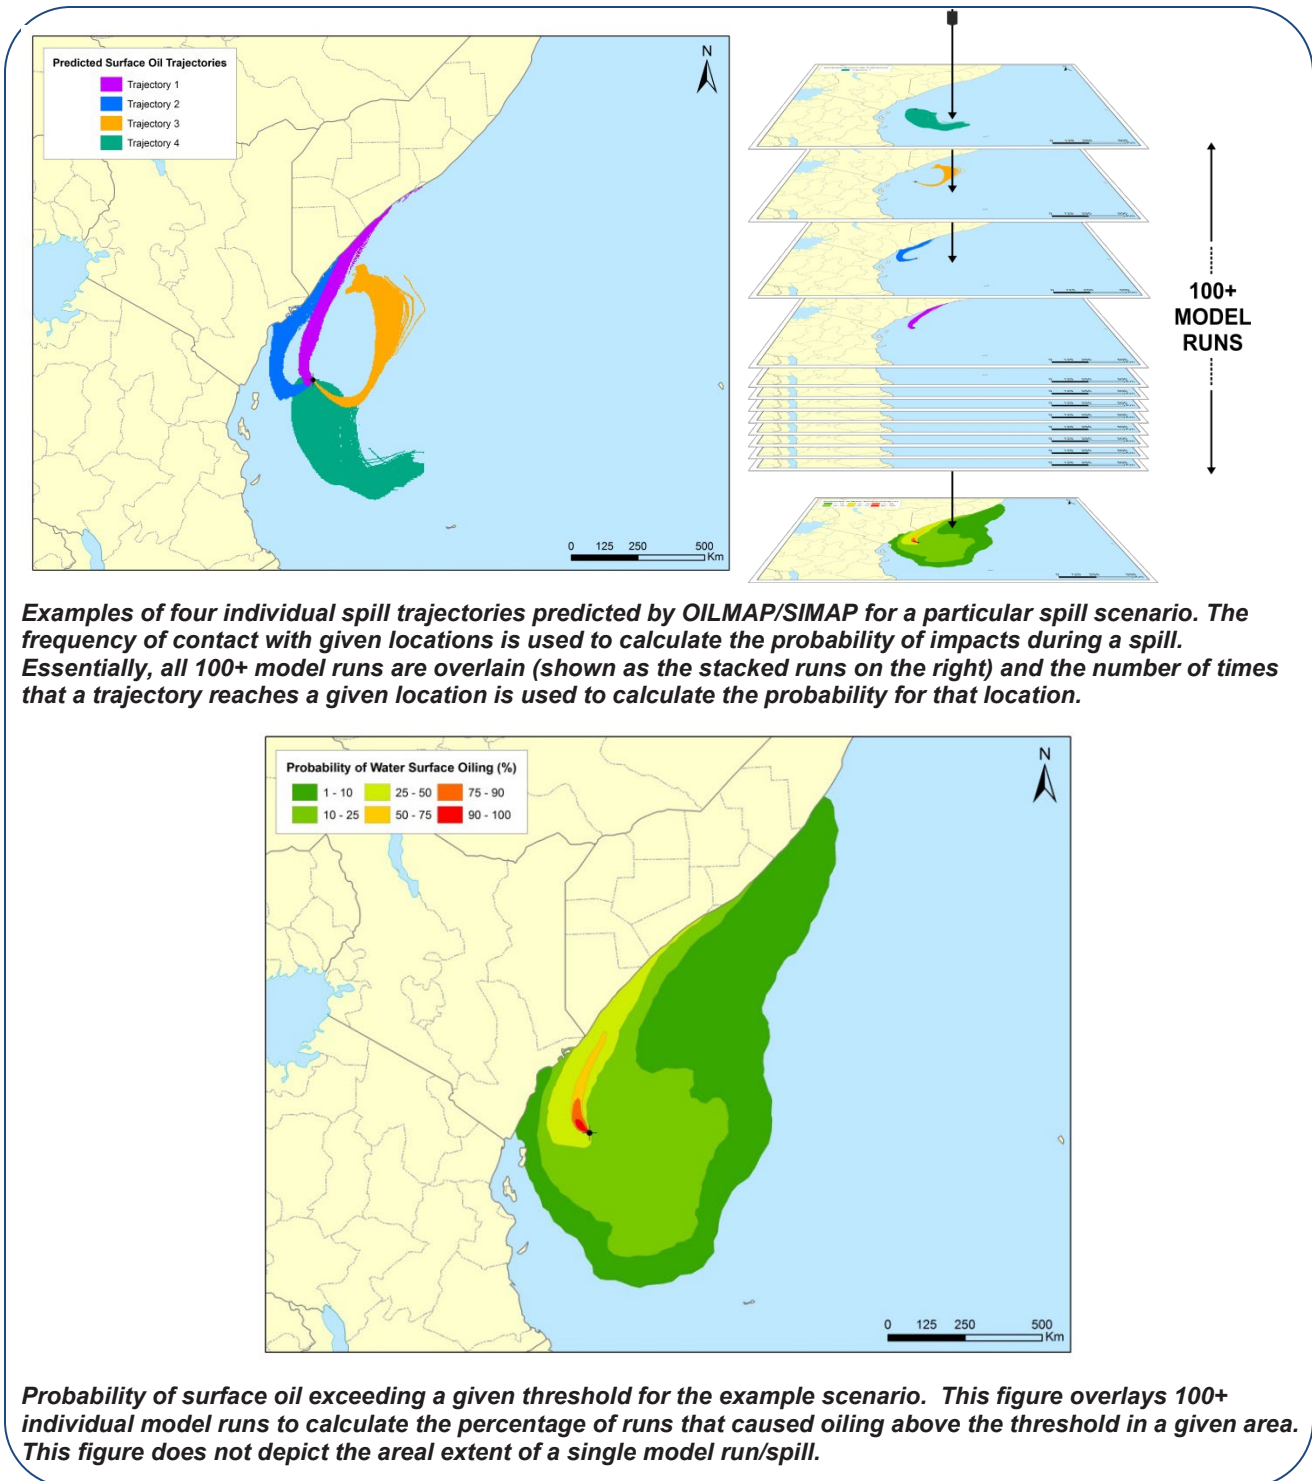 Predicted Surface Oil Trajectories
Trajectory 1
Trajectory 2
Trajectory 3
Trajectory 4
N
0 125 250 500
Km
100+
MODEL
RUNS
Examples of four individual spill trajectories predicted by OILMAP/SIMAP for a particular spill scenario. The
frequency of contact with given locations is used to calculate the probability of impacts during a spill.
Essentially, all 100+ model runs are overlain (shown as the stacked runs on the right) and the number of times
that a trajectory reaches a given location is used to calculate the probability for that location.
Probability of Water Surface Oiling (%)
1 - 10 25 - 50 75 - 90
10 - 25 50 - 75 90 - 100
N
0 125 250 500
Km
Probability of surface oil exceeding a given threshold for the example scenario. This figure overlays 100+
individual model runs to calculate the percentage of runs that caused oiling above the threshold in a given area.
This figure does not depict the areal extent of a single model run/spill.